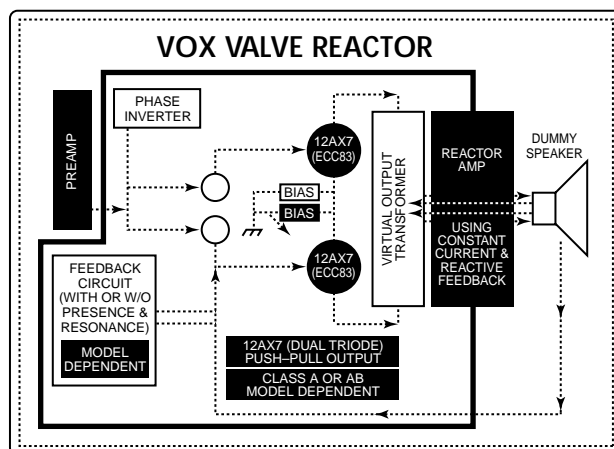 VOX VALVE REACTOR
PREAMP
PHASE
INVERTER
12AX7
(ECC83)
BIAS
BIAS
12AX7
(ECC83)
VIRTUAL OUTPUT
TRANSFORMER
REACTOR
AMP
USING
CONSTANT
CURRENT &
REACTIVE
FEEDBACK
DUMMY
SPEAKER
FEEDBACK
CIRCUIT
(WITH OR W/O
PRESENCE &
RESONANCE)
MODEL
DEPENDENT
12AX7 (DUAL TRIODE)
PUSH–PULL OUTPUT
CLASS A OR AB
MODEL DEPENDENT